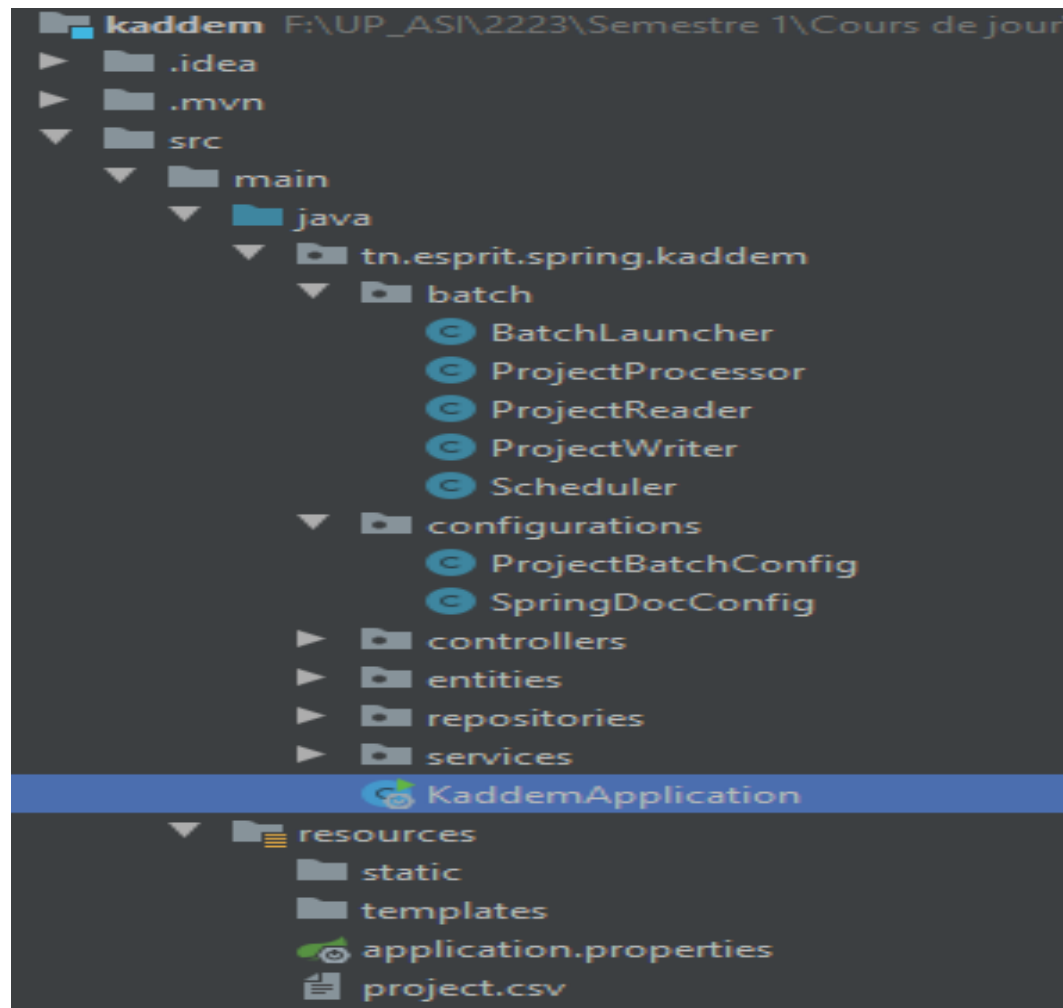 kaddem F:\UP_ASI\2223\Semestre 1\Cours de jour
.idea
.mvn
src
main
java
tn.esprit.spring.kaddem
batch
BatchLauncher
ProjectProcessor
ProjectReader
ProjectWriter
Scheduler
configurations
ProjectBatchConfig
SpringDocConfig
controllers
entities
repositories
services
KaddemApplication
resources
static
templates
application.properties
project.csv